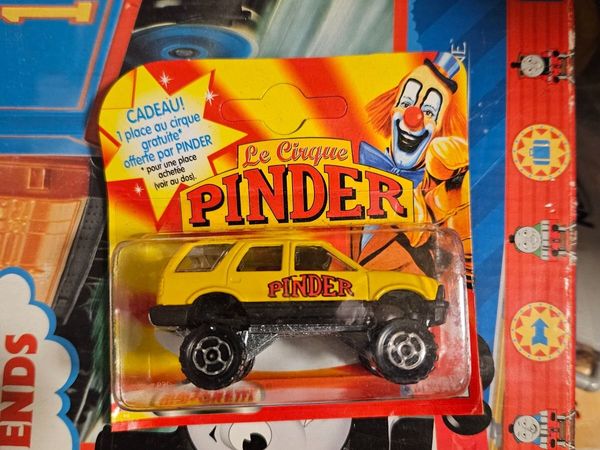 1
CADEAU!
1 place au cirque
gratuite*
offerte par PINDER
* pour une place
achetée
(voir au dos).
Le Cirque
PINDER
PINDER
ENDS